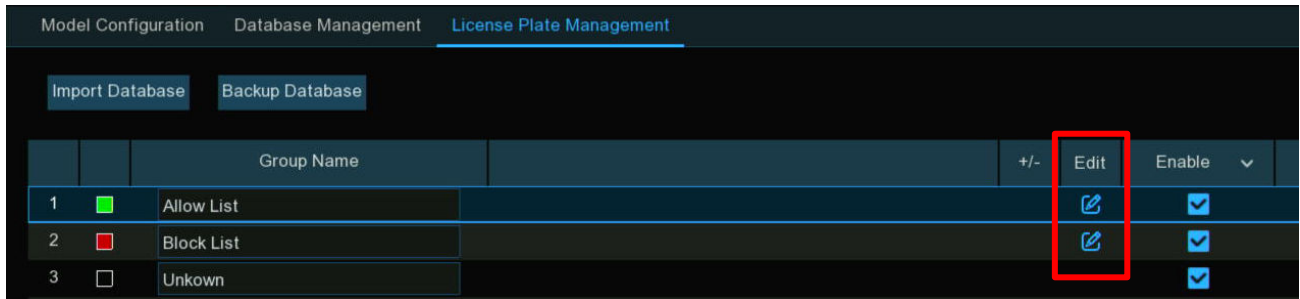 Model Configuration Database Management License Plate Management
Import Database Backup Database
Group Name +/- Edit Enable
1 Allow List
2 Block List
3 Unkown